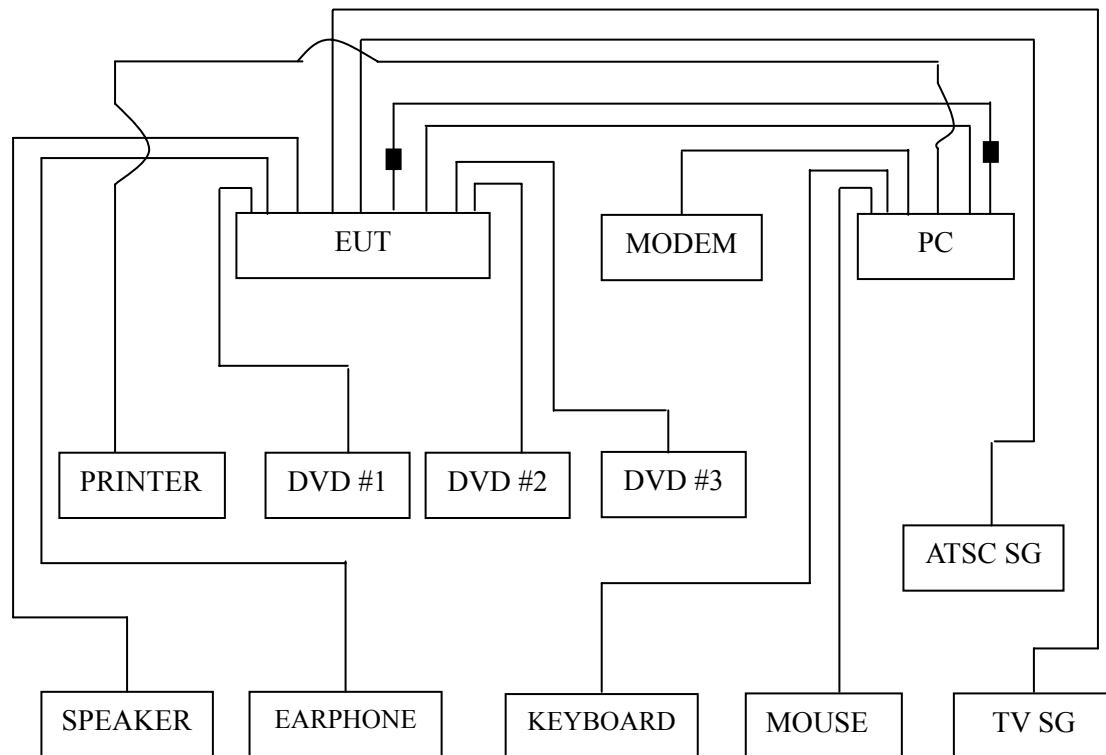 EUT
MODEM
PC
PRINTER
DVD #1
DVD #2
DVD #3
ATSC SG
SPEAKER
EARPHONE
KEYBOARD
MOUSE
TV SG